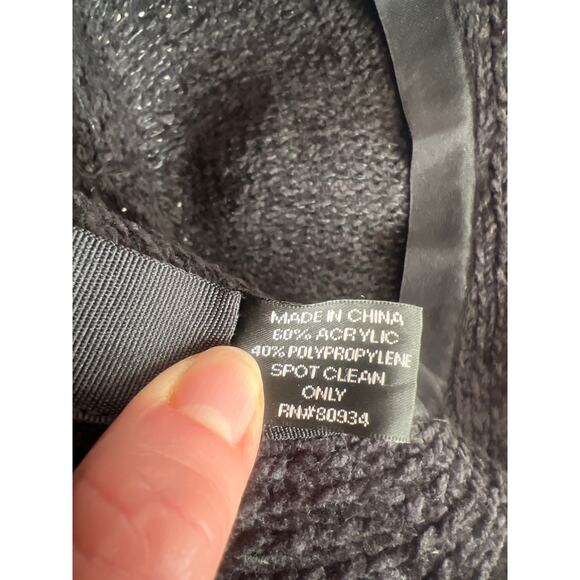 MADE IN CHINA
60% ACRYLIC
40% POLYPROPYLENE
SPOT CLEAN
ONLY
RN#80934